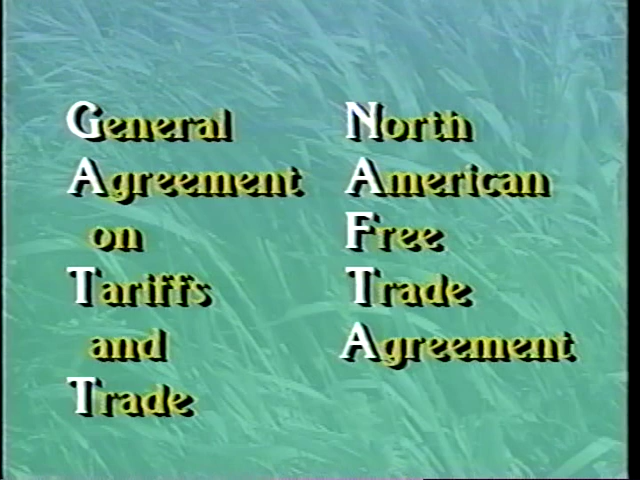 General
Agreement
on
Tariffs
and
Trade
North
American
Free
Trade
Agreement